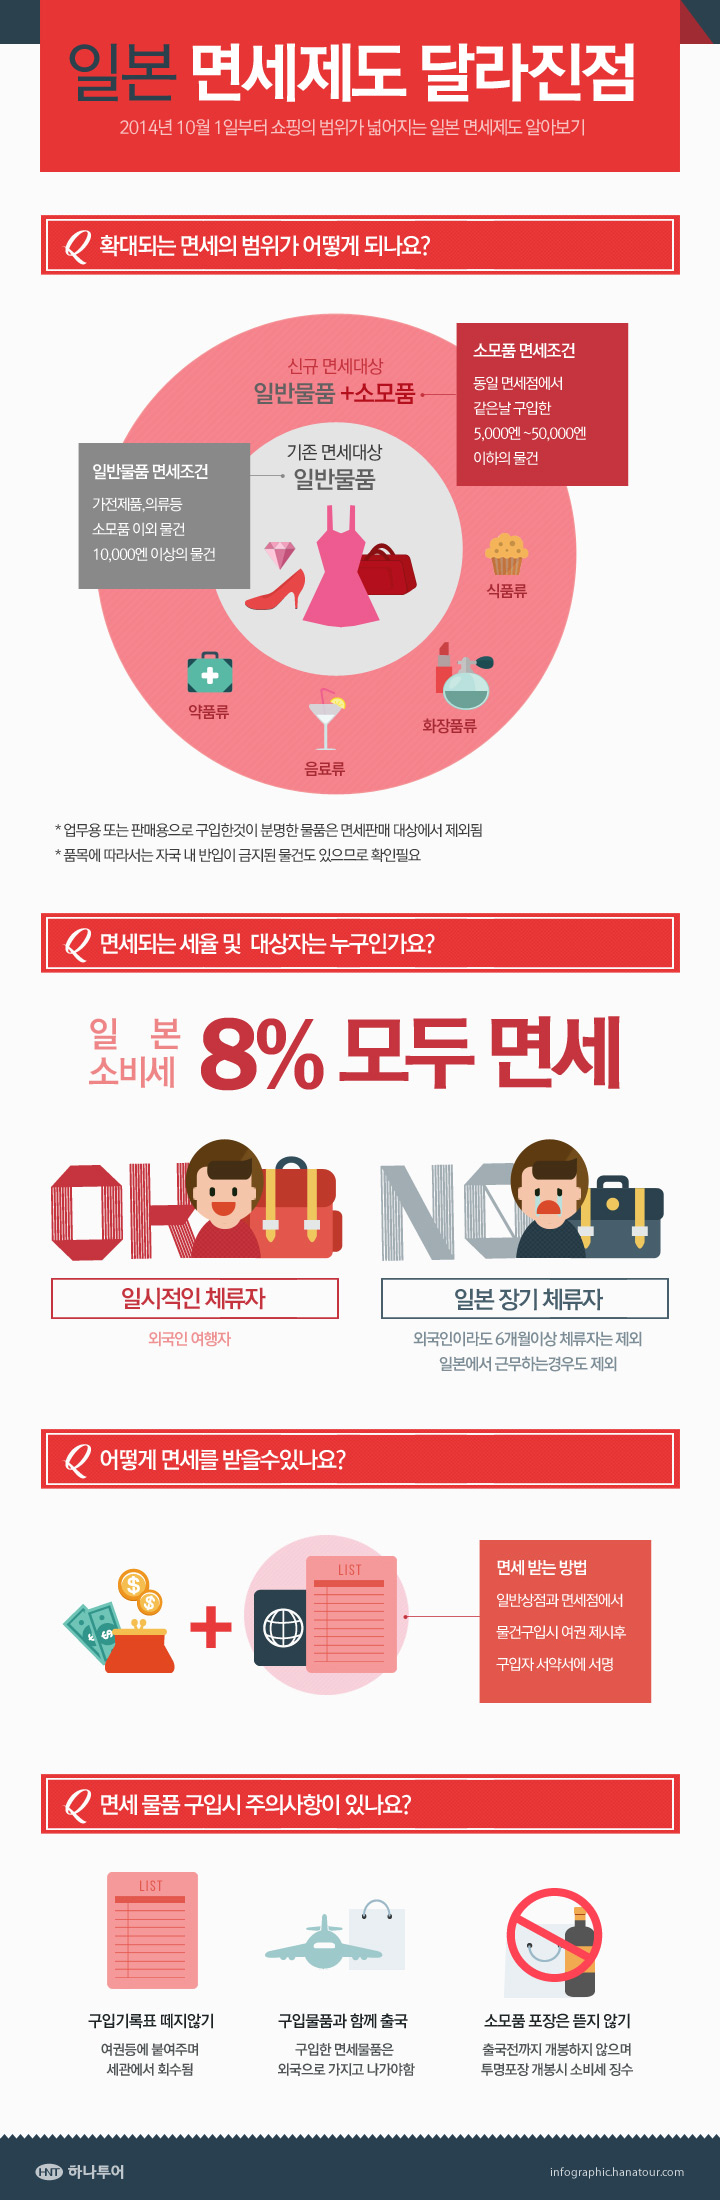 일본 면세제도 달라진점
2014년 10월 1일부터 쇼핑의 범위가 넓어지는 일본 면세제도 알아보기
Q 확대되는 면세의 범위가 어떻게 되나요?
신규 면세대상
일반물품 +소모품
소모품 면세조건
동일 면세점에서
같은날 구입한
5,000엔 ~50,000엔
이하의 물건
기존 면세대상
일반물품
일반물품 면세조건
가전제품,의류등
소모품 이외 물건
10,000엔 이상의 물건
식품류
약품류
화장품류
음료류
* 업무용 또는 판매용으로 구입한것이 분명한 물품은 면세판매 대상에서 제외됨
* 품목에 따라서는 자국 내 반입이 금지된 물건도 있으므로 확인필요
Q 면세되는 세율 및 대상자는 누구인가요?
일 본
소비세
8% 모두 면세
OK
NO
일시적인 체류자
외국인 여행자
일본 장기 체류자
외국인이라도 6개월이상 체류자는 제외
일본에서 근무하는경우도 제외
Q 어떻게 면세를 받을수있나요?
$
$
$
LIST
면세 받는 방법
일반상점과 면세점에서
물건구입시 여권 제시후
구입자 서약서에 서명
Q 면세 물품 구입시 주의사항이 있나요?
LIST
구입기록표 떼지않기
여권등에 붙여주며
세관에서 회수됨
구입물품과 함께 출국
구입한 면세물품은
외국으로 가지고 나가야함
소모품 포장은 뜯지 않기
출국전까지 개봉하지 않으며
투명포장 개봉시 소비세 징수
HNT 하나투어
infographic.hanatour.com